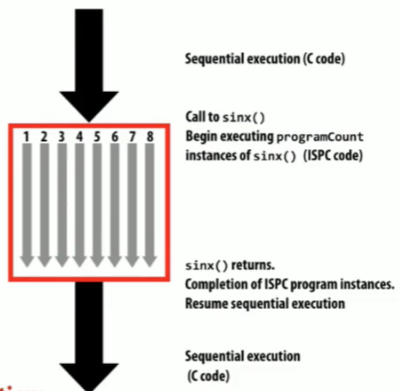 Sequential execution (C code)
Call to sinx()
1 2 3 4 5 6 7 8
Begin executing programCount
instances of sinx() (ISPC code)
sinx() returns.
Completion of ISPC program instances.
Resume sequential execution
Sequential execution
(C code)